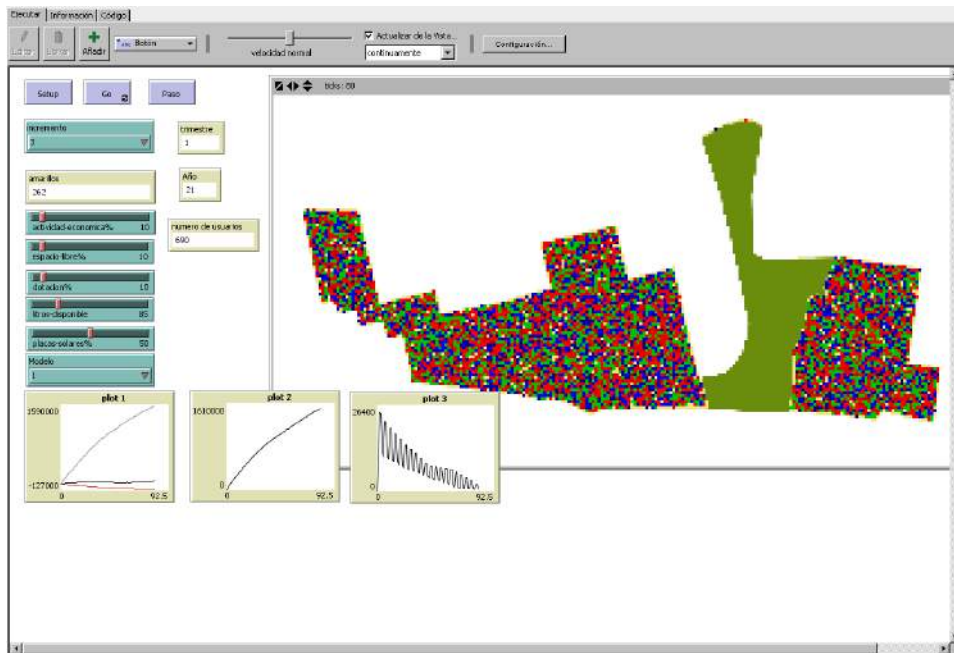 Ejecutar Información Código
Editar Borrar Añadir
Botón
velocidad normal
Actualizar de la Vista...
continuamente
Configuración...
Setup Go Paso
ticks: 80
incremento
trimestre
1
amarillos
262
Año
21
actividad-economica% 10
numero de usuarios
690
espacio-libre% 10
dotacion% 10
litros-disponible 85
placas-solares% 50
Modelo
1
plot 1
1590000
-127000
0 92.5
plot 2
1610000
0
0 92.5
plot 3
26400
0
0 92.5